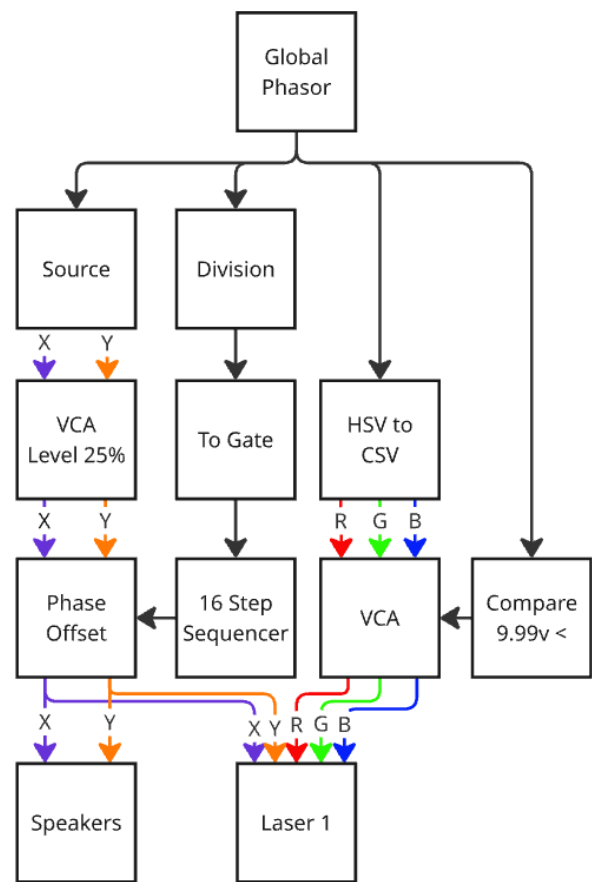 Global
Phasor
Source
Division
X Y
VCA
Level 25%
To Gate
HSV to
CSV
X Y
R G B
Phase
Offset
16 Step
Sequencer
VCA
Compare
9.99v <
X Y
X Y R G B
Speakers
Laser 1